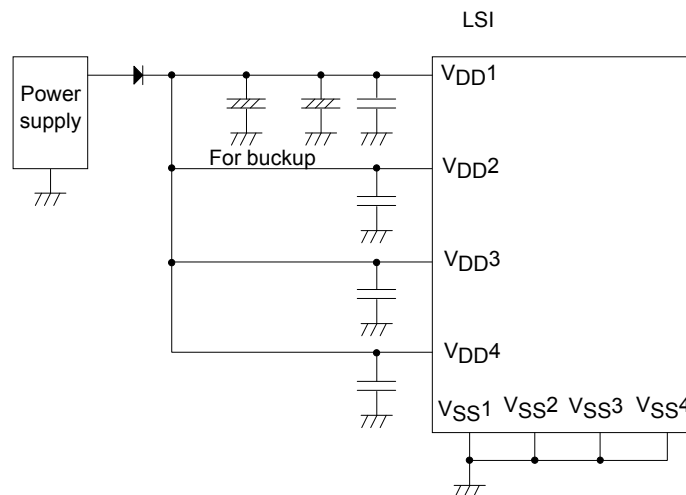 LSI
Power
supply
VDD1
For buckup
VDD2
VDD3
VDD4
VSS1 VSS2 VSS3 VSS4